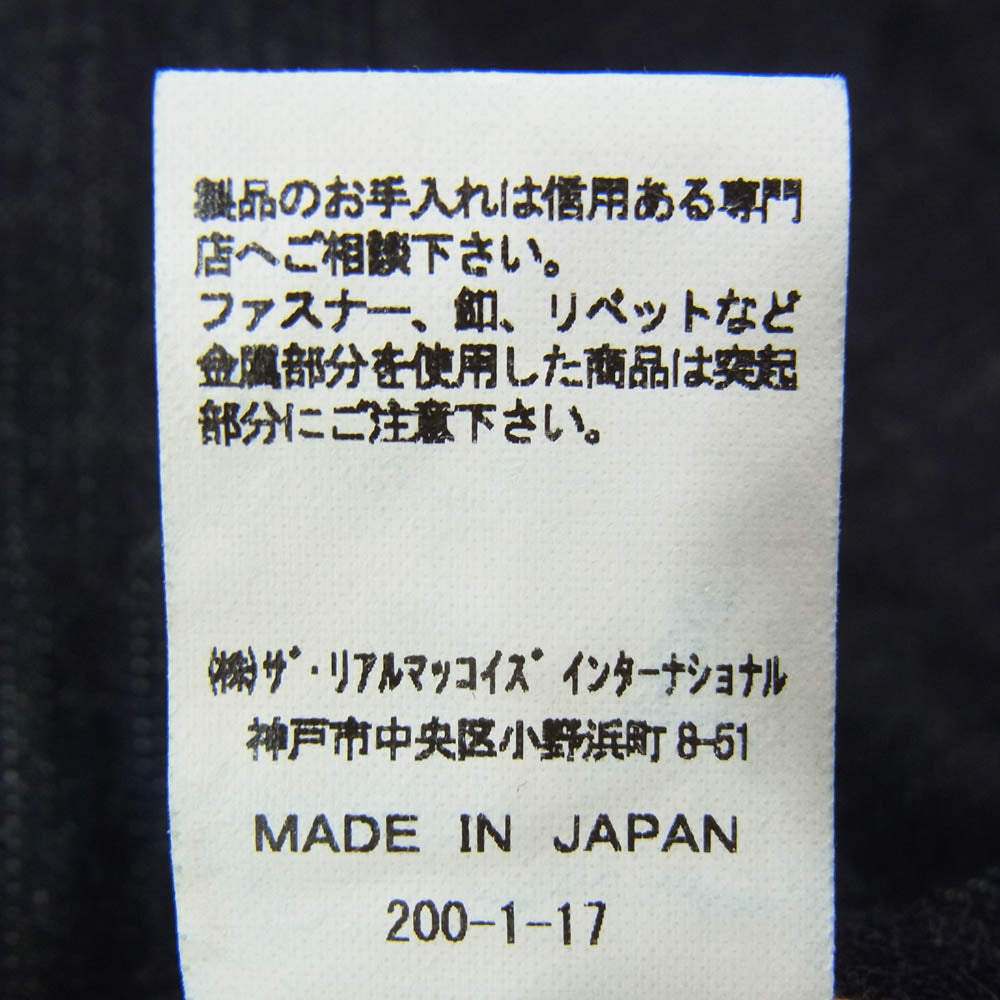 製品のお手入れは信用ある専門
店へご相談下さい。
ファスナー、釦、リベットなど
金属部分を使用した商品は突起
部分にご注意下さい。
㈱ザ・リアルマッコイズ インターナショナル
神戸市中央区小野浜町 8-51
MADE IN JAPAN
200-1-17